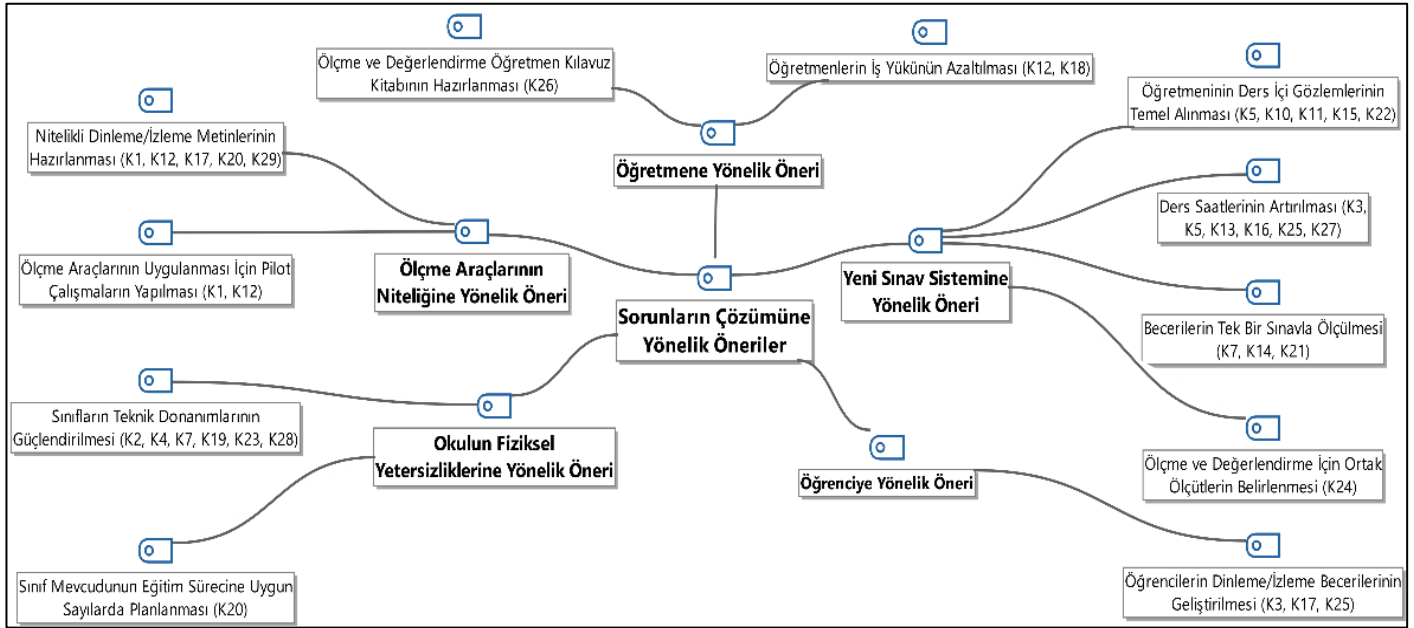 Ölçme ve Değerlendirme Öğretmen Kılavuz
Kitabının Hazırlanması (K26)
Öğretmenlerin İş Yükünün Azaltılması (K12, K18)
Öğretmeninin Ders İçi Gözlemlerinin
Temel Alınması (K5, K10, K11, K15, K22)
Nitelikli Dinleme/İzleme Metinlerinin
Hazırlanması (K1, K12, K17, K20, K29)
Öğretmene Yönelik Öneri
Ders Saatlerinin Artırılması (K3,
K5, K13, K16, K25, K27)
Ölçme Araçlarının Uygulanması İçin Pilot
Çalışmaların Yapılması (K1, K12)
Ölçme Araçlarının
Niteliğine Yönelik Öneri
Yeni Sınav Sistemine
Yönelik Öneri
Sorunların Çözümüne
Yönelik Öneriler
Becerilerin Tek Bir Sınavla Ölçülmesi
(K7, K14, K21)
Sınıfların Teknik Donanımlarının
Güçlendirilmesi (K2, K4, K7, K19, K23, K28)
Okulun Fiziksel
Yetersizliklerine Yönelik Öneri
Öğrenciye Yönelik Öneri
Ölçme ve Değerlendirme İçin Ortak
Ölçütlerin Belirlenmesi (K24)
Sınıf Mevcudunun Eğitim Sürecine Uygun
Sayılarda Planlanması (K20)
Öğrencilerin Dinleme/İzleme Becerilerinin
Geliştirilmesi (K3, K17, K25)